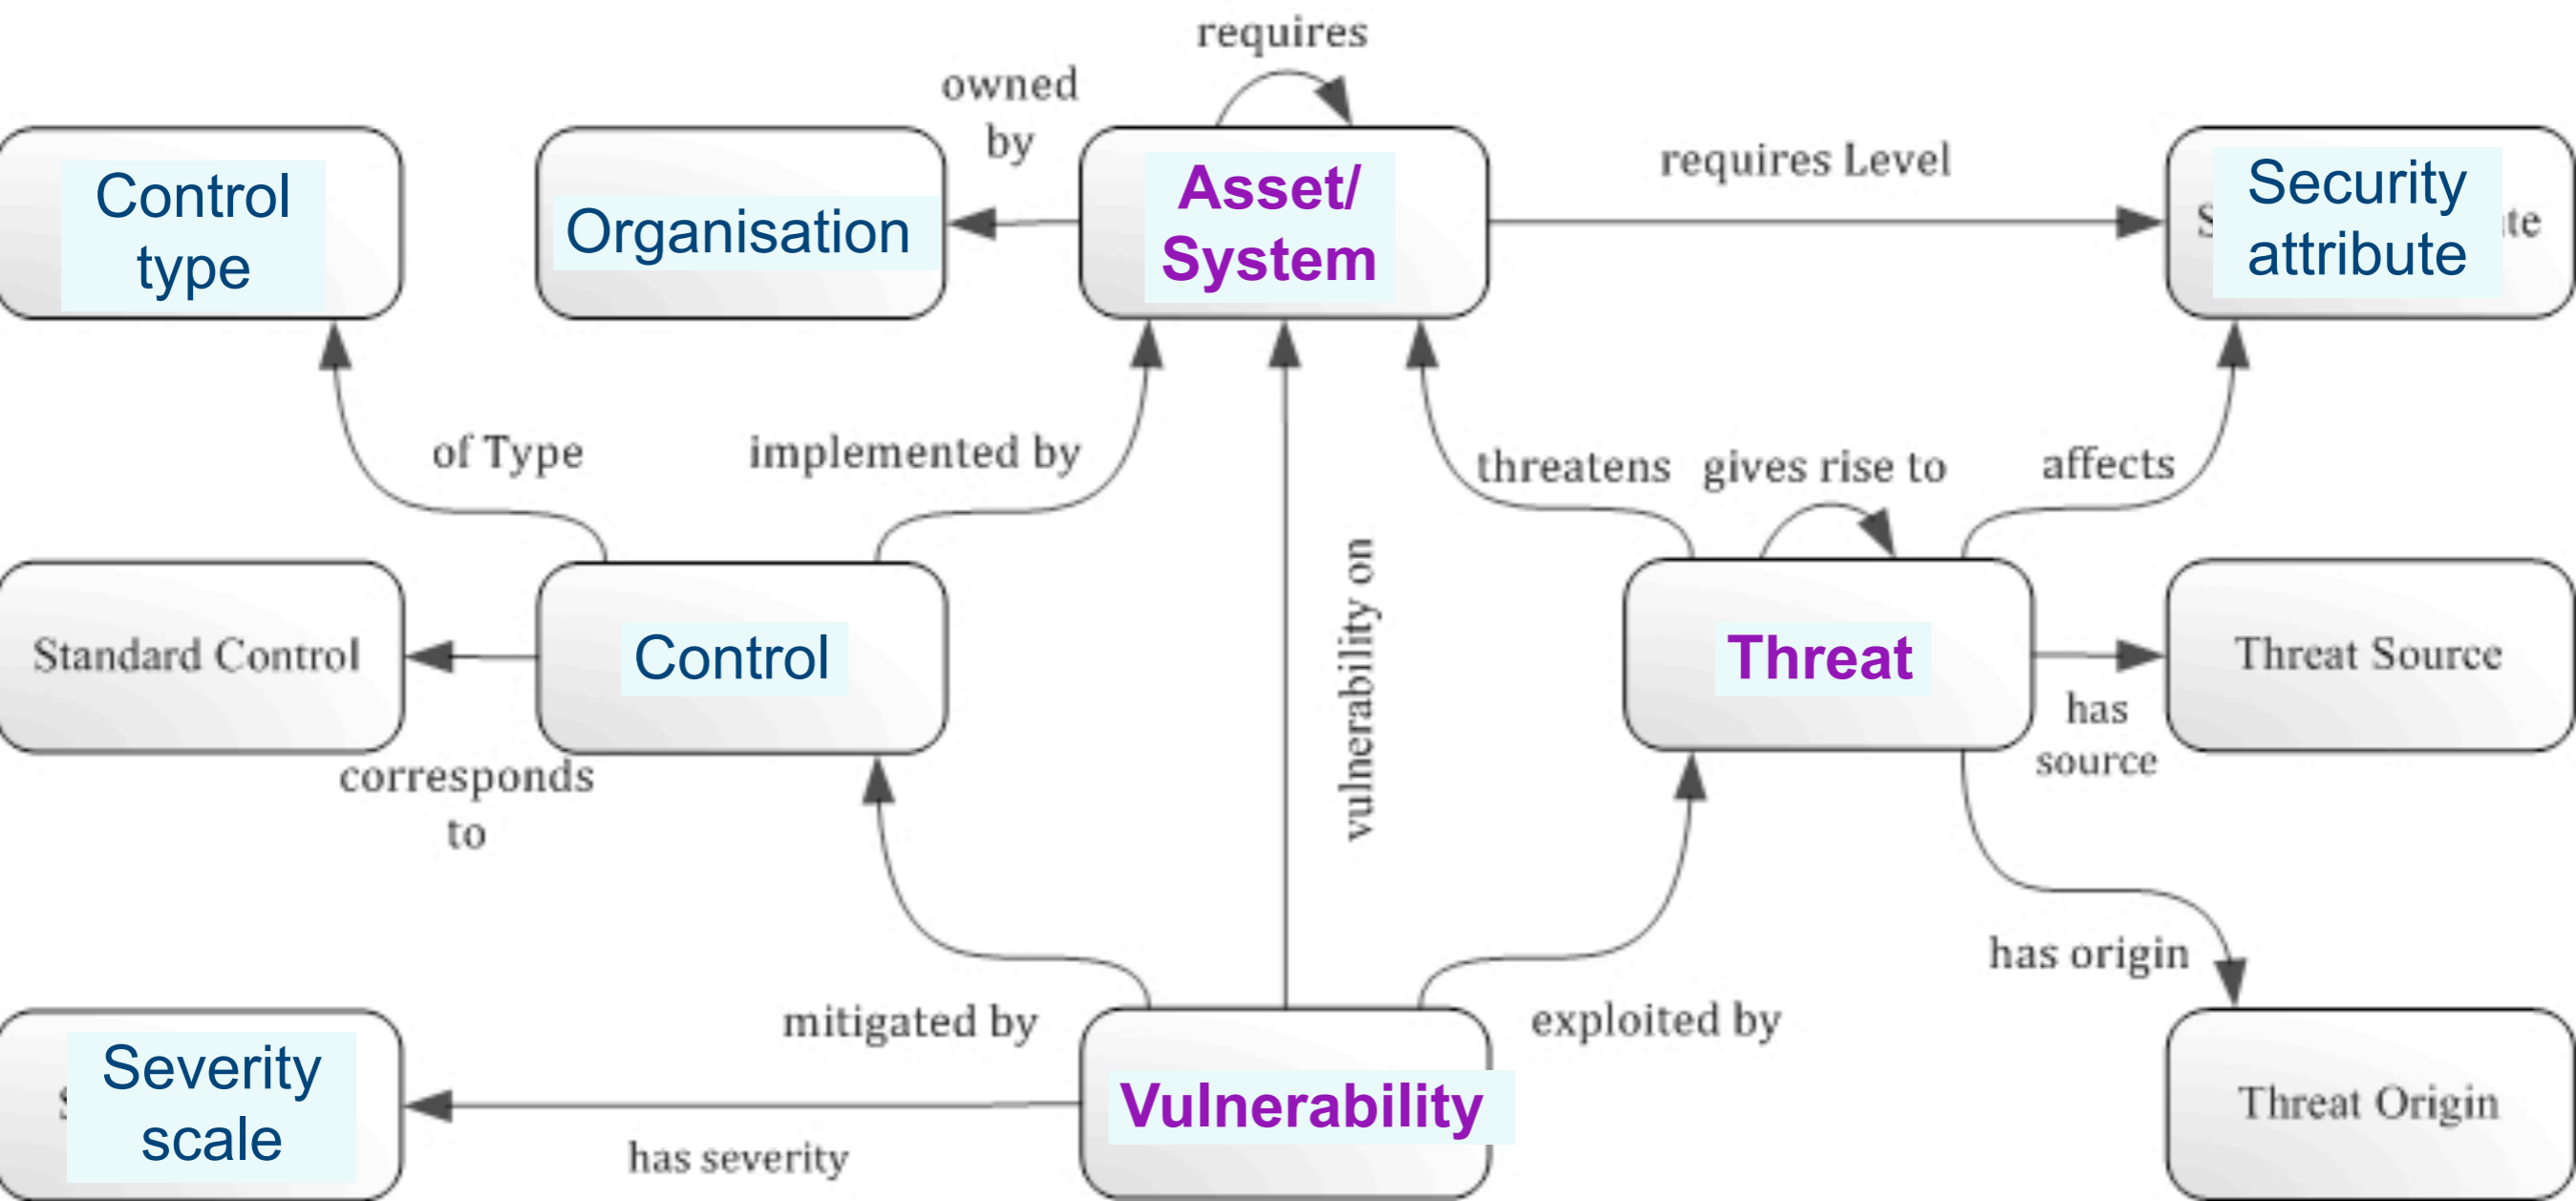 requires
owned
by
Control
type
Organisation
Asset/
System
requires Level
Security
attribute
te
of Type
implemented by
threatens
gives rise to
affects
Standard Control
Control
vulnerability on
Threat
Threat Source
has
source
corresponds
to
mitigated by
exploited by
has origin
Severity
scale
has severity
Vulnerability
Threat Origin